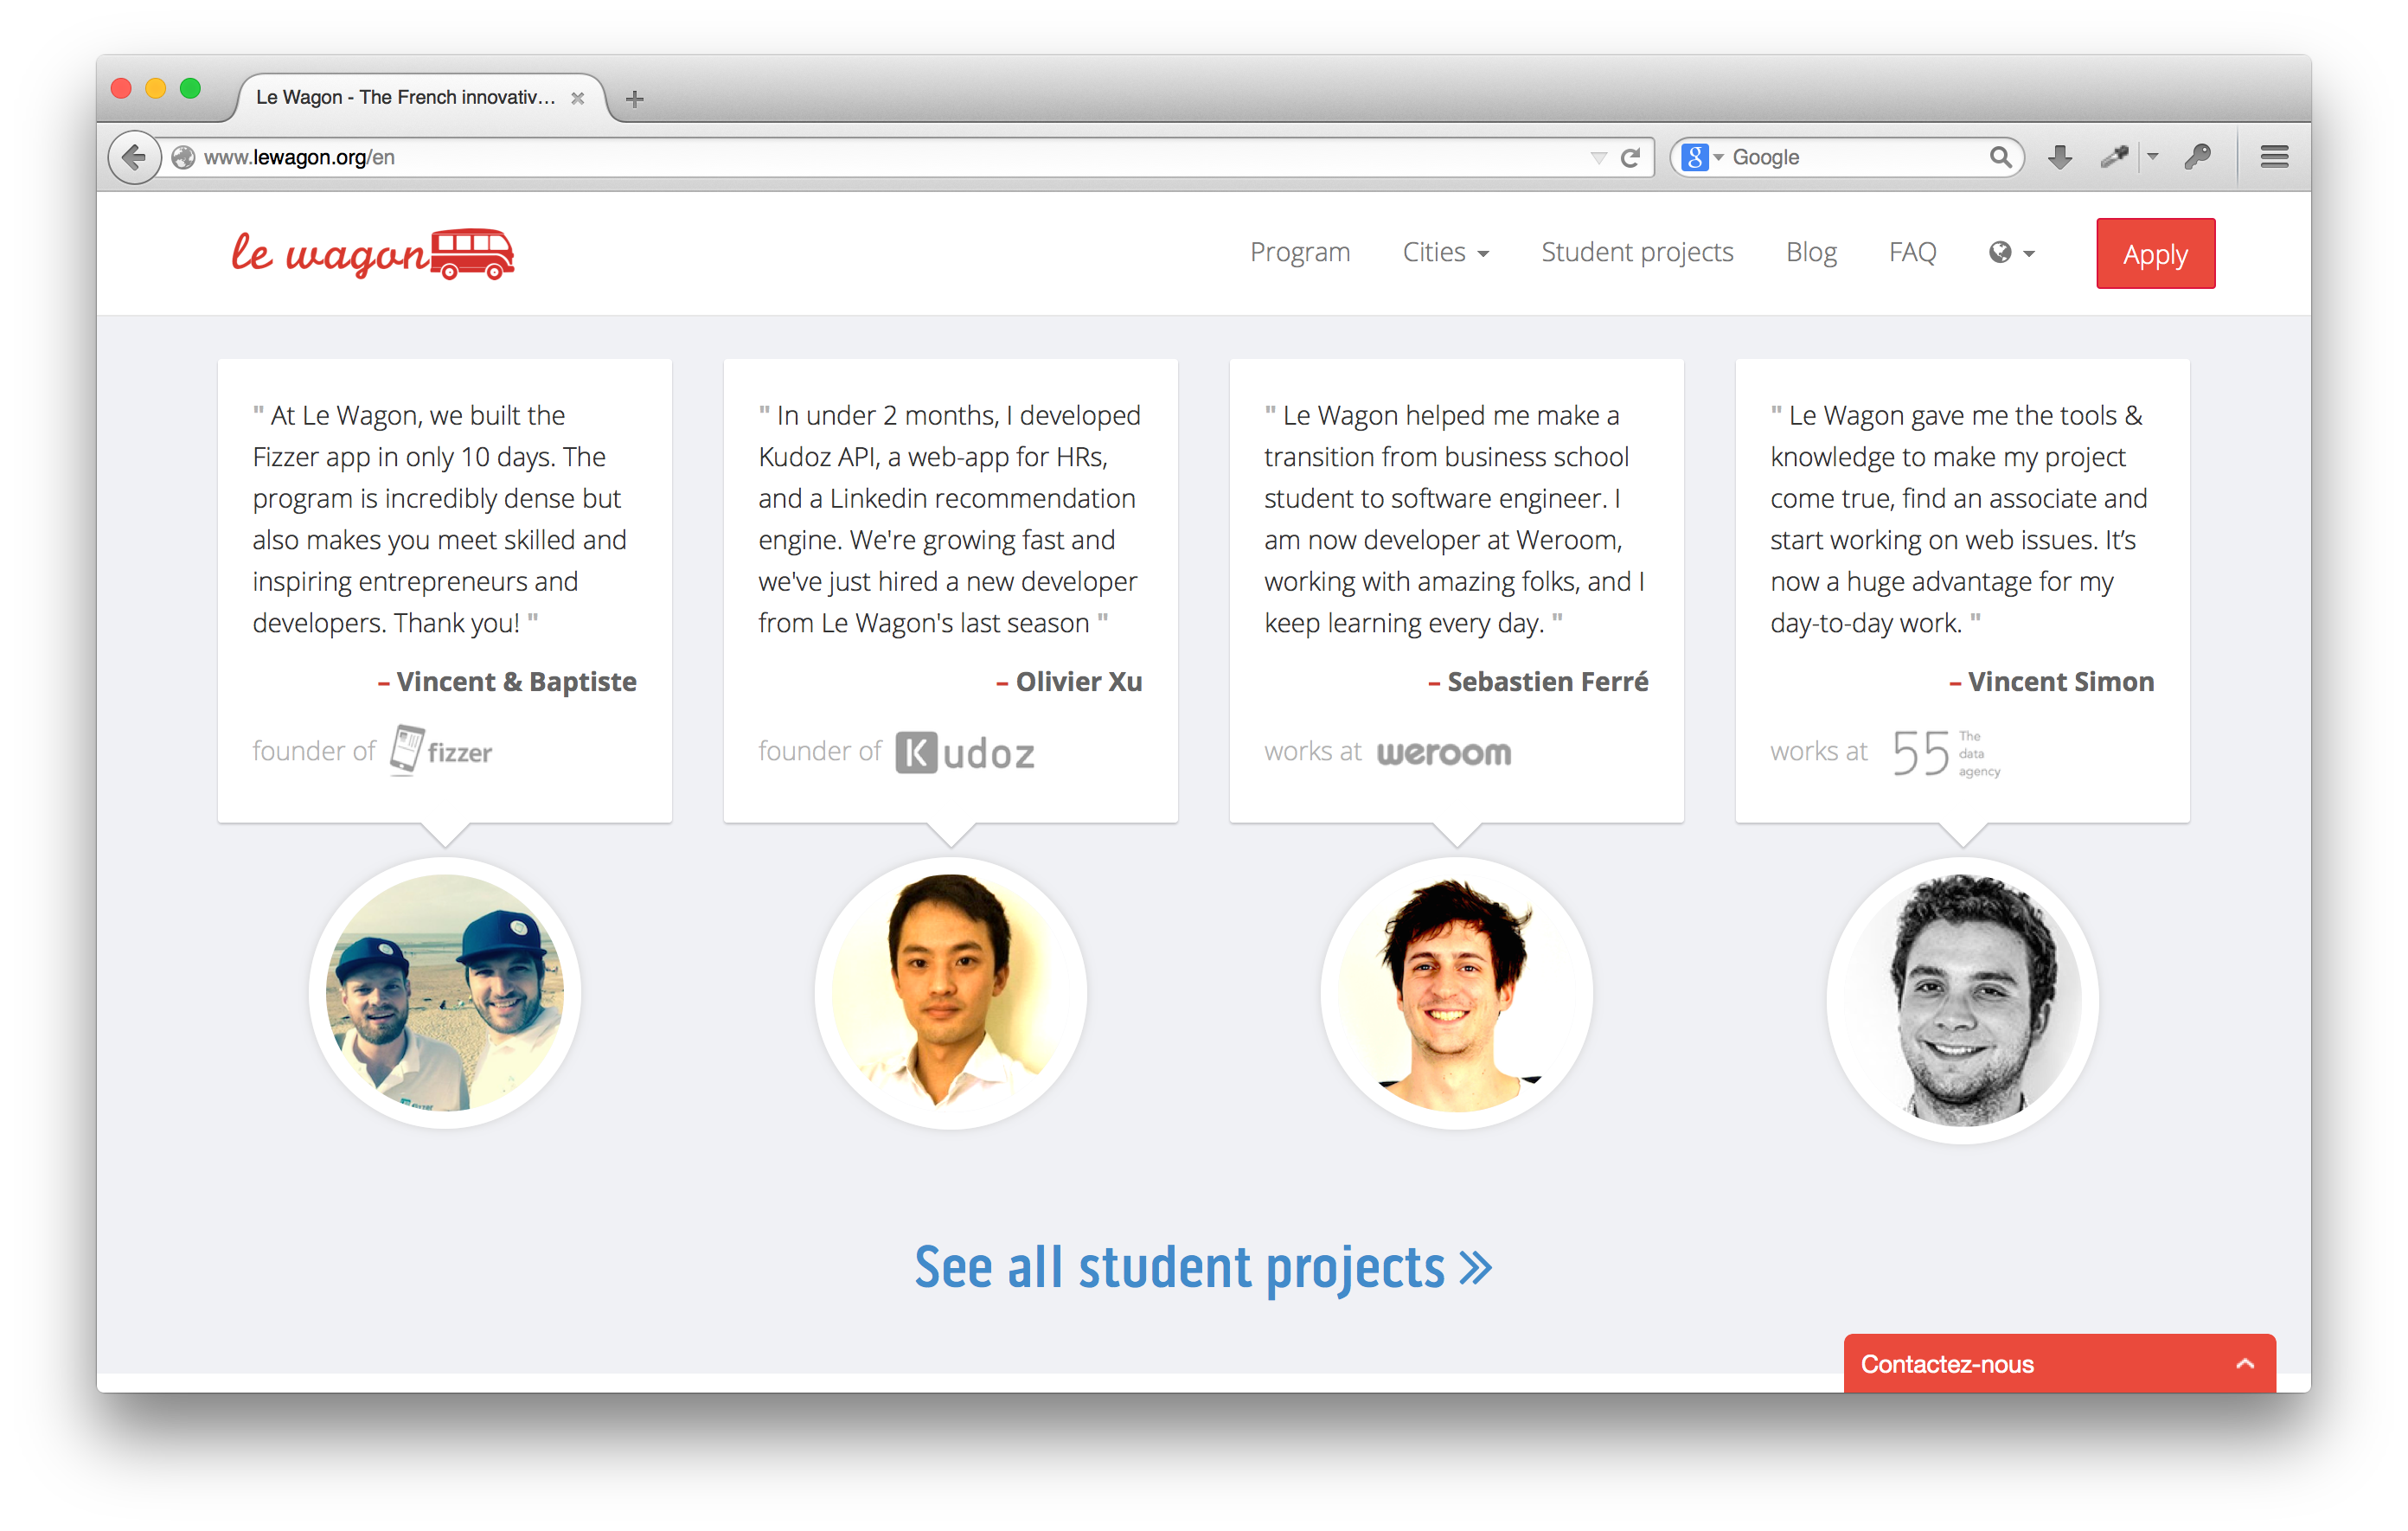 Le Wagon - The French innovativ...
www.lewagon.org/en
Google
le wagon
Program
Cities
Student projects
Blog
FAQ
Apply
" At Le Wagon, we built the
Fizzer app in only 10 days. The
program is incredibly dense but
also makes you meet skilled and
inspiring entrepreneurs and
developers. Thank you! "
– Vincent & Baptiste
founder of fizzer
" In under 2 months, I developed
Kudoz API, a web-app for HRs,
and a Linkedin recommendation
engine. We're growing fast and
we've just hired a new developer
from Le Wagon's last season "
– Olivier Xu
founder of Kudoz
" Le Wagon helped me make a
transition from business school
student to software engineer. I
am now developer at Weroom,
working with amazing folks, and I
keep learning every day. "
– Sebastien Ferré
works at weroom
" Le Wagon gave me the tools &
knowledge to make my project
come true, find an associate and
start working on web issues. It’s
now a huge advantage for my
day-to-day work. "
– Vincent Simon
works at 55 The
data
agency
See all student projects »
Contactez-nous